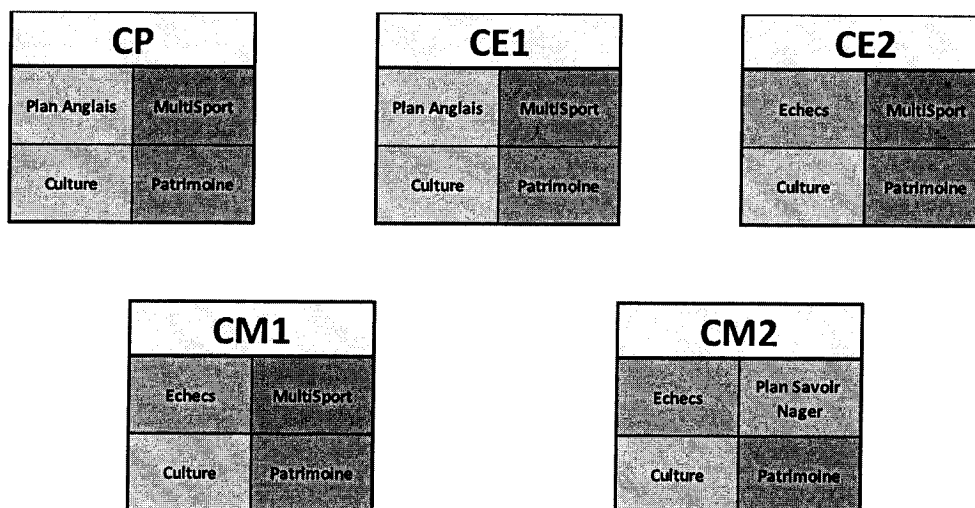 CP
Plan Anglais
MultiSport
Culture
Patrimoine
CE1
Plan Anglais
MultiSport
Culture
Patrimoine
CE2
Echecs
MultiSport
Culture
Patrimoine
CM1
Echecs
MultiSport
Culture
Patrimoine
CM2
Echecs
Plan Savoir
Nager
Culture
Patrimoine